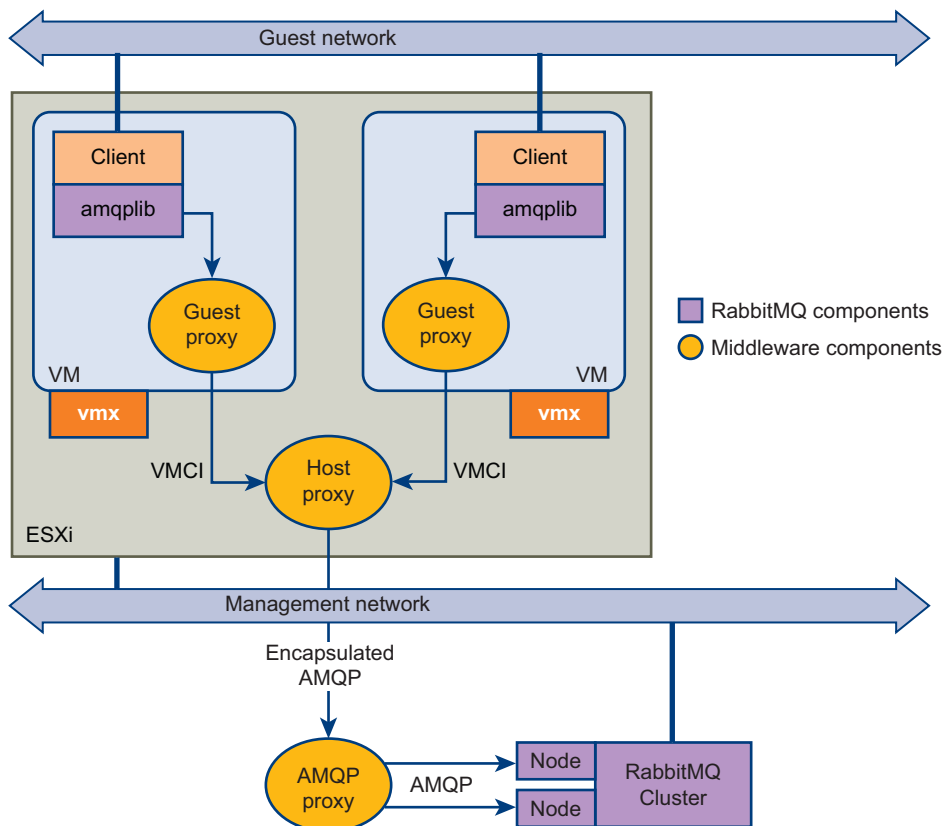 Guest network
Client
amqplib
Client
amqplib
Guest
proxy
Guest
proxy
RabbitMQ components
Middleware components
VM
VM
vmx
vmx
VMCI
Host
proxy
VMCI
ESXi
Management network
Encapsulated
AMQP
AMQP
proxy
AMQP
Node
Node
RabbitMQ
Cluster